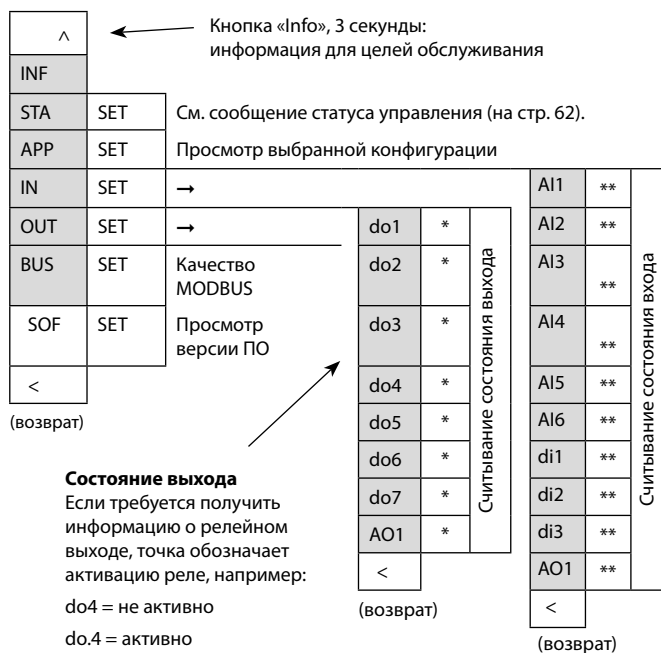 ^
Кнопка «Info», 3 секунды:
информация для целей обслуживания
INF
STA SET См. сообщение статуса управления (на стр. 62).
APP SET Просмотр выбранной конфигурации
IN SET →
OUT SET →
BUS SET Качество
MODBUS
SOF SET Просмотр
версии ПО
<
(возврат)
do1 *
do2 *
do3 *
do4 *
do5 *
do6 *
do7 *
AO1 *
<
(возврат)
Считывание состояния выхода
AI1 **
AI2 **
AI3 **
AI4 **
AI5 **
AI6 **
di1 **
di2 **
di3 **
AO1 **
<
(возврат)
Считывание состояния входа
Состояние выхода
Если требуется получить
информацию о релейном
выходе, точка обозначает
активацию реле, например:
do4 = не активно
do.4 = активно